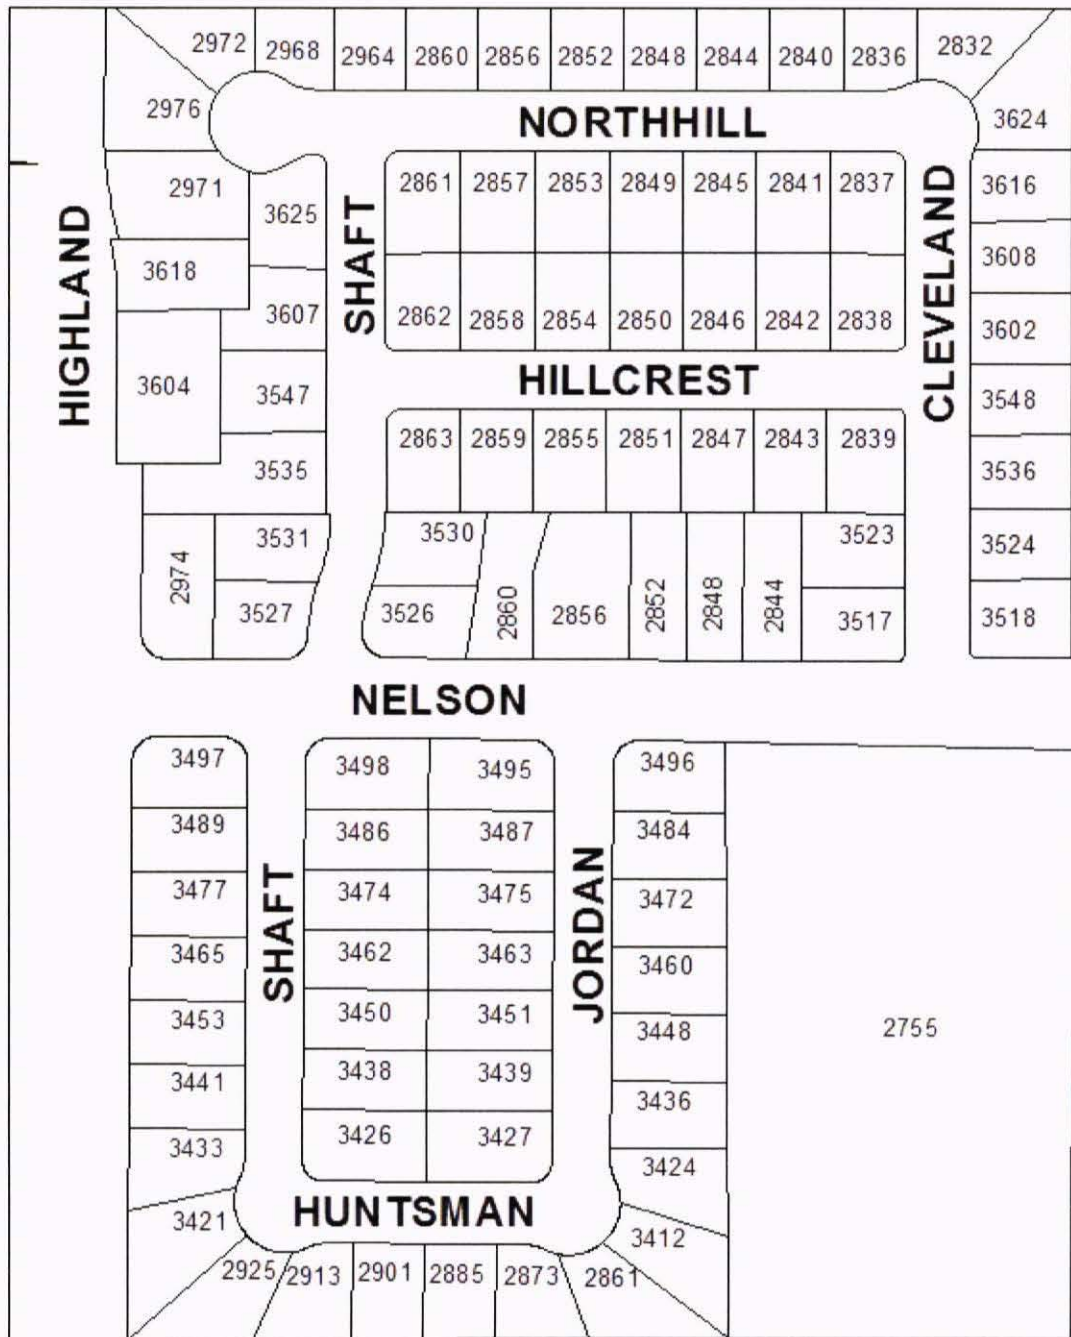 2972 2968 2964 2860 2856 2852 2848 2844 2840 2836 2832
2976 NORTHHILL 3624
2971 3625 2861 2857 2853 2849 2845 2841 2837 3616
HIGHLAND SHAFT CLEVELAND
3618 3608
3607 2862 2858 2854 2850 2846 2842 2838 3602
3604 3547 HILLCREST 3548
3535 2863 2859 2855 2851 2847 2843 2839 3536
3531 3530 3523 3524
2974 2860 2852 2848 2844
3527 3526 2856 3517 3518
NELSON
3497 3498 3495 3496
3489 3486 3487 3484
3477 3474 3475 3472
SHAFT JORDAN
3465 3462 3463 3460
3453 3450 3451 3448 2755
3441 3438 3439 3436
3433 3426 3427 3424
3421 HUNTSMAN 3412
2925 2913 2901 2885 2873 2861